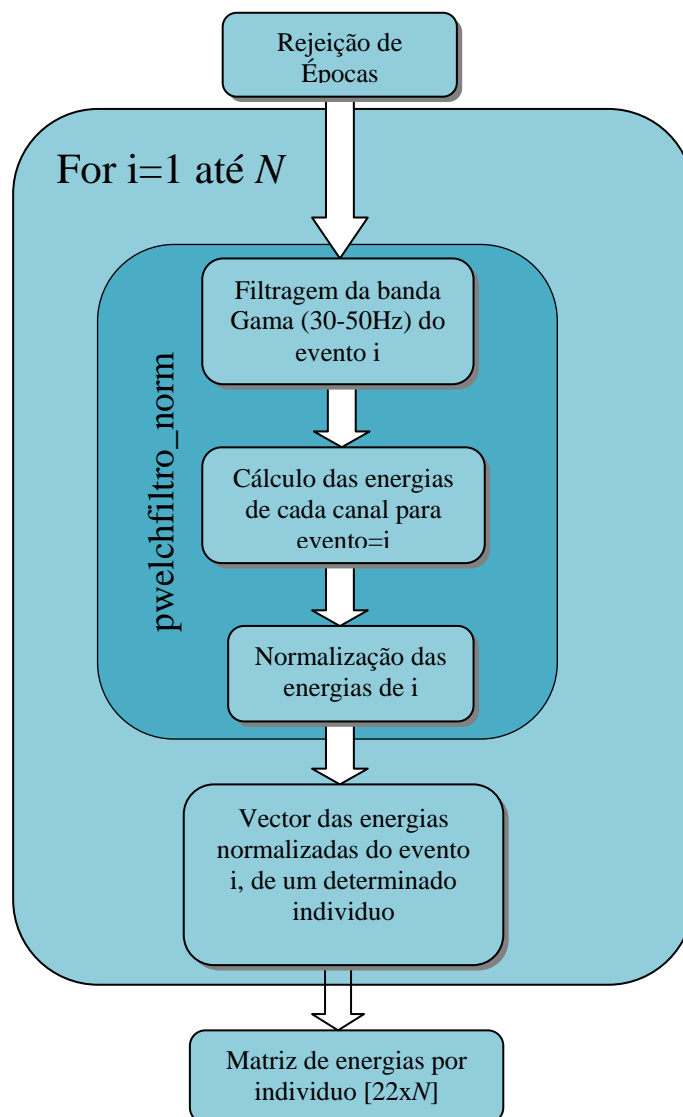 Rejeição de
Épocas
For i=1 até N
pwelchfiltro_norm
Filtragem da banda
Gama (30-50Hz) do
evento i
Cálculo das energias
de cada canal para
evento=i
Normalização das
energias de i
Vector das energias
normalizadas do evento
i, de um determinado
individuo
Matriz de energias por
individuo [22xN]